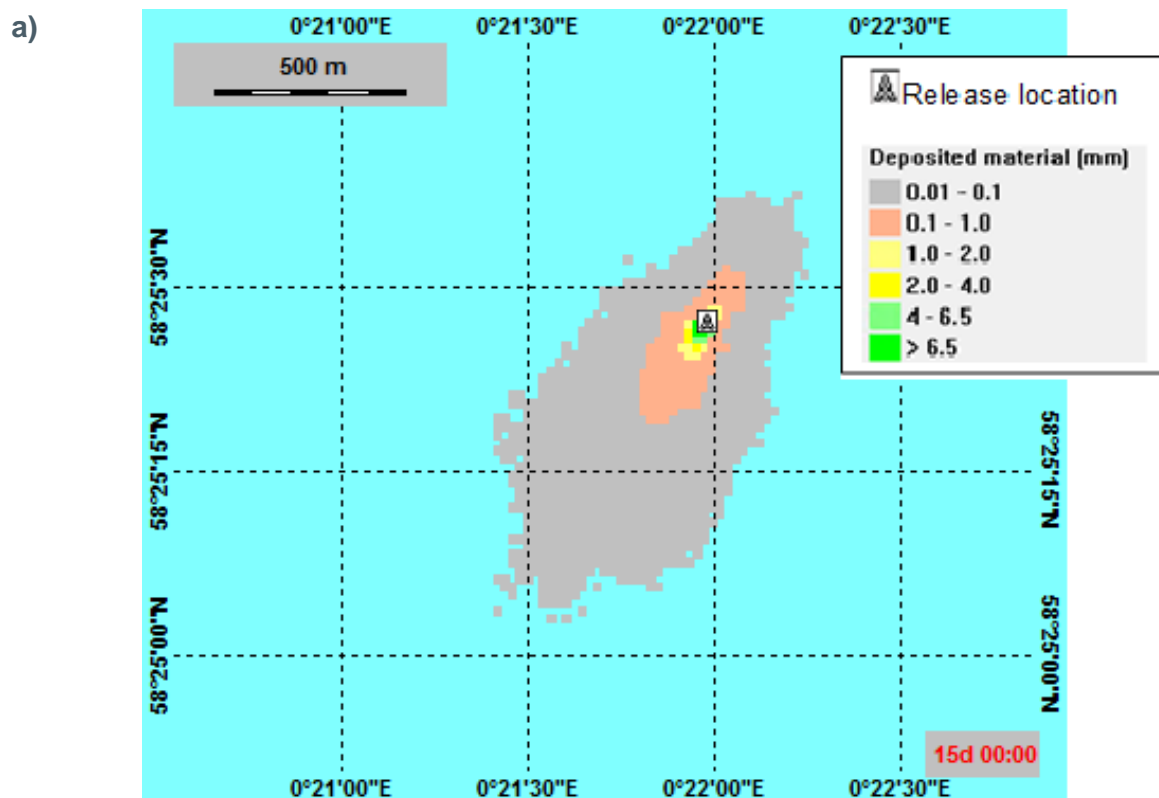 a)
0°21'00"E 0°21'30"E 0°22'00"E 0°22'30"E
500 m
Release location
Deposited material (mm)
0.01 - 0.1
0.1 - 1.0
1.0 - 2.0
2.0 - 4.0
4 - 6.5
> 6.5
58°25'30"N
58°25'15"N 58°25'15"N
58°25'00"N 58°25'00"N
15d 00:00
0°21'00"E 0°21'30"E 0°22'00"E 0°22'30"E